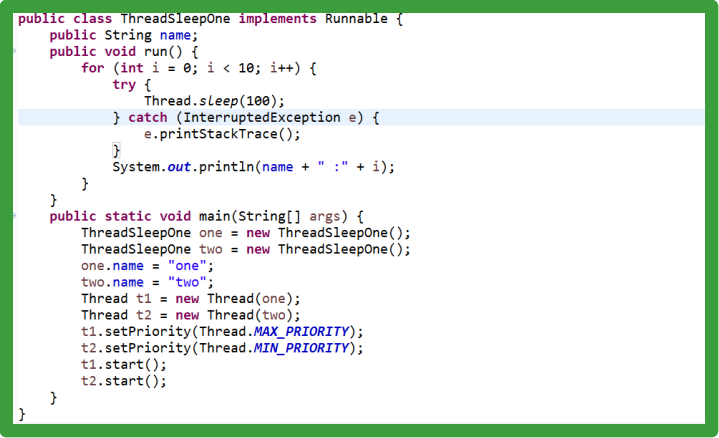 public class ThreadSleepOne implements Runnable {
    public String name;
    public void run() {
        for (int i = 0; i < 10; i++) {
            try {
                Thread.sleep(100);
            } catch (InterruptedException e) {
                e.printStackTrace();
            }
            System.out.println(name + " :" + i);
        }
    }
    public static void main(String[] args) {
        ThreadSleepOne one = new ThreadSleepOne();
        ThreadSleepOne two = new ThreadSleepOne();
        one.name = "one";
        two.name = "two";
        Thread t1 = new Thread(one);
        Thread t2 = new Thread(two);
        t1.setPriority(Thread.MAX_PRIORITY);
        t2.setPriority(Thread.MIN_PRIORITY);
        t1.start();
        t2.start();
    }
}